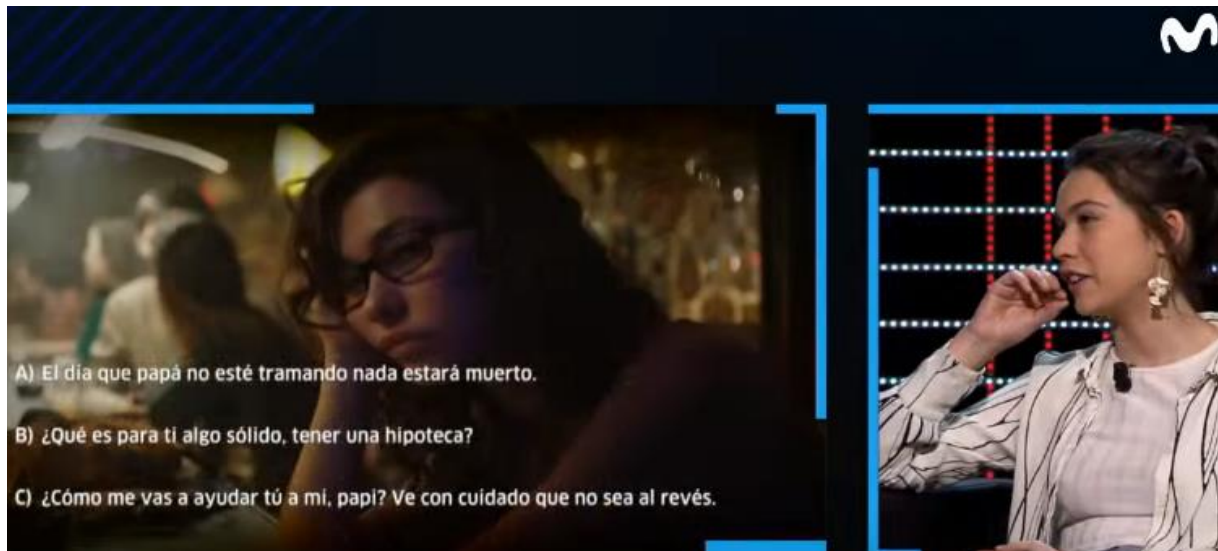 A) El día que papá no esté tramando nada estará muerto.
B) ¿Qué es para ti algo sólido, tener una hipoteca?
C) ¿Cómo me vas a ayudar tú a mí, papi? Ve con cuidado que no sea al revés.